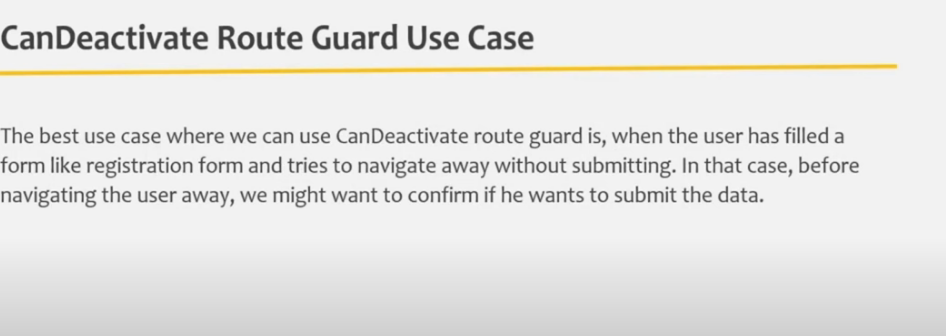 CanDeactivate Route Guard Use Case
The best use case where we can use CanDeactivate route guard is, when the user has filled a
form like registration form and tries to navigate away without submitting. In that case, before
navigating the user away, we might want to confirm if he wants to submit the data.